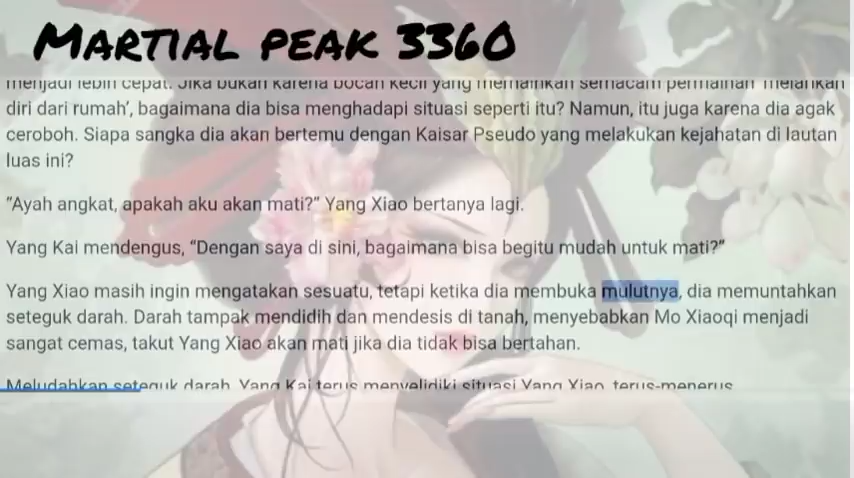 MARTIAL PEAK 3360
menjadi lebih cepat. Jika bukan karena bocah kecil yang memainkan semacam permainan 'melarikan
diri dari rumah', bagaimana dia bisa menghadapi situasi seperti itu? Namun, itu juga karena dia agak
ceroboh. Siapa sangka dia akan bertemu dengan Kaisar Pseudo yang melakukan kejahatan di lautan
luas ini?
“Ayah angkat, apakah aku akan mati?” Yang Xiao bertanya lagi.
Yang Kai mendengus, “Dengan saya di sini, bagaimana bisa begitu mudah untuk mati?”
Yang Xiao masih ingin mengatakan sesuatu, tetapi ketika dia membuka mulutnya, dia memuntahkan
seteguk darah. Darah tampak mendidih dan mendesis di tanah, menyebabkan Mo Xiaoqi menjadi
sangat cemas, takut Yang Xiao akan mati jika dia tidak bisa bertahan.
Meludahkan seteguk darah, Yang Kai terus menyelidiki situasi Yang Xiao, terus-menerus